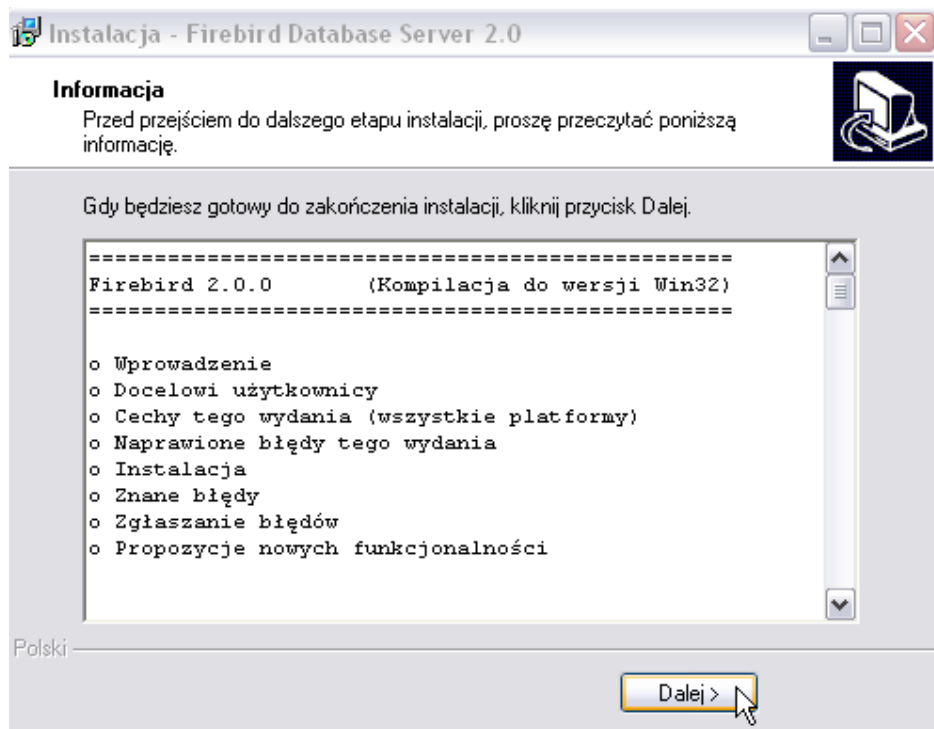 Instalacja - Firebird Database Server 2.0
Informacja
Przed przejściem do dalszego etapu instalacji, proszę przeczytać poniższą
informację.
Gdy będziesz gotowy do zakończenia instalacji, kliknij przycisk Dalej.
=================================================
Firebird 2.0.0 (Kompilacja do wersji Win32)
=================================================
o Wprowadzenie
o Docelowi użytkownicy
o Cechy tego wydania (wszystkie platformy)
o Naprawione błędy tego wydania
o Instalacja
o Znane błędy
o Zgłaszanie błędów
o Propozycje nowych funkcjonalności
Polski
Dalej >